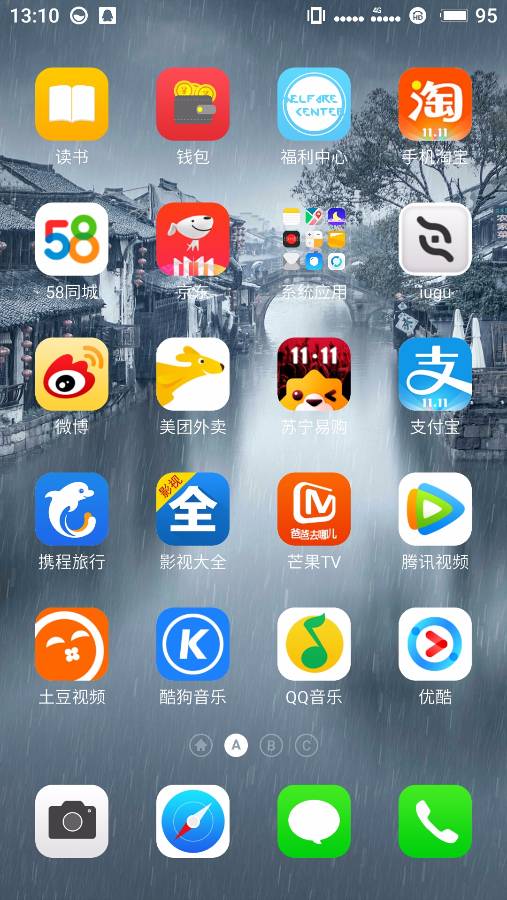 13:10
4G
HD
95
WELFARE
CENTER
淘
11.11
读书
钱包
福利中心
手机淘宝
58
58同城
京东
系统应用
iugu
11·11
支
11.11
微博
美团外卖
苏宁易购
支付宝
影视
全
爸爸去哪儿
携程旅行
影视大全
芒果TV
腾讯视频
K
土豆视频
酷狗音乐
QQ音乐
优酷
A
B
C